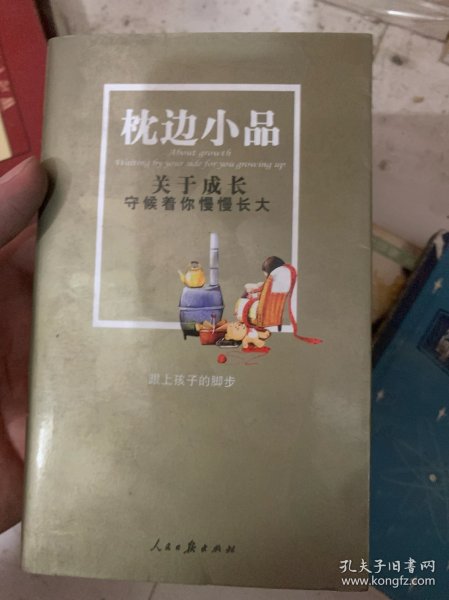 枕边小品
About growth
Waiting by your side for you growing up
关于成长
守候着你慢慢长大
跟上孩子的脚步
人民日报出版社
孔夫子旧书网
www.kongfz.com